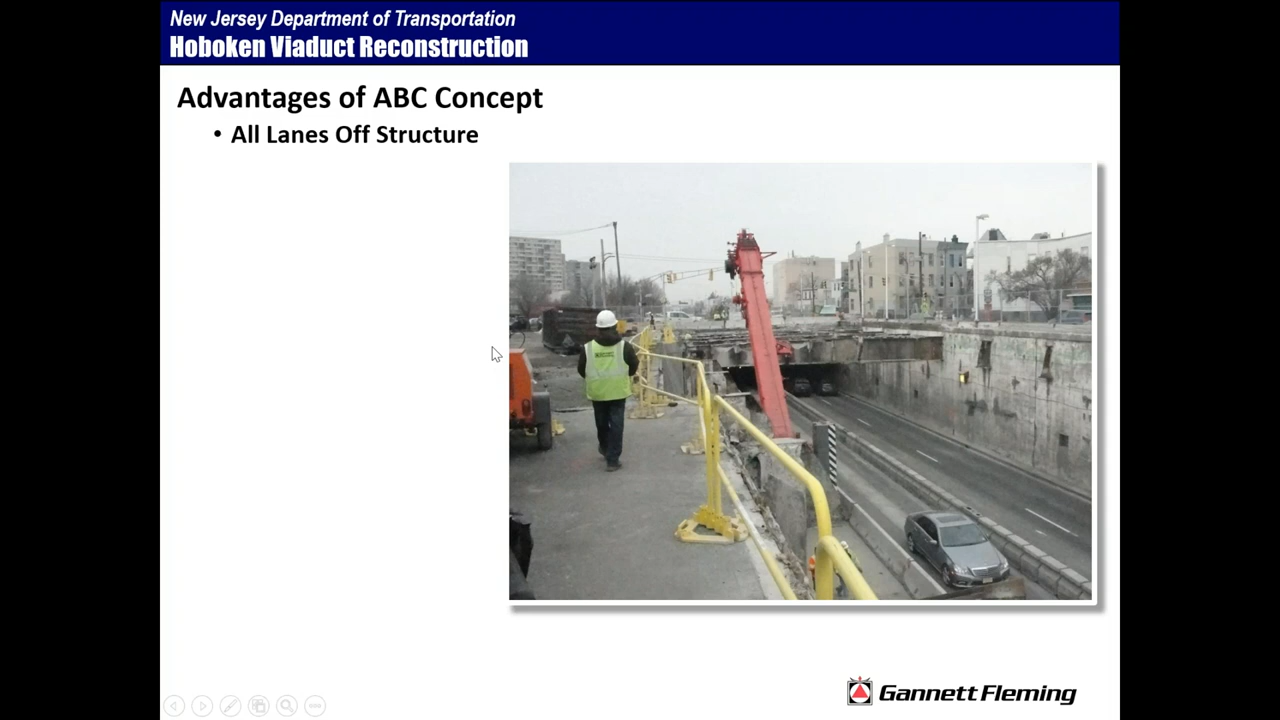 New Jersey Department of Transportation
Hoboken Viaduct Reconstruction
Advantages of ABC Concept
• All Lanes Off Structure
Gannett Fleming